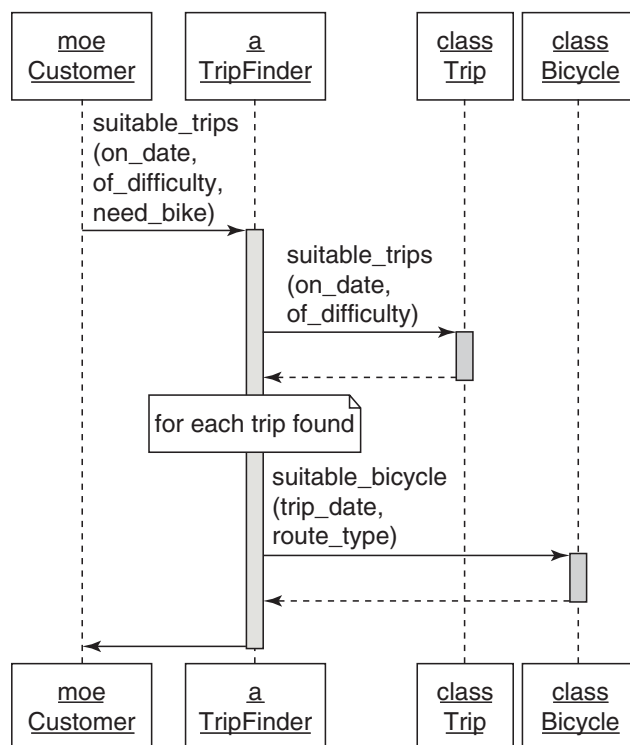 moe
Customer
a
TripFinder
class
Trip
class
Bicycle
suitable_trips
(on_date,
of_difficulty,
need_bike)
suitable_trips
(on_date,
of_difficulty)
for each trip found
suitable_bicycle
(trip_date,
route_type)
moe
Customer
a
TripFinder
class
Trip
class
Bicycle